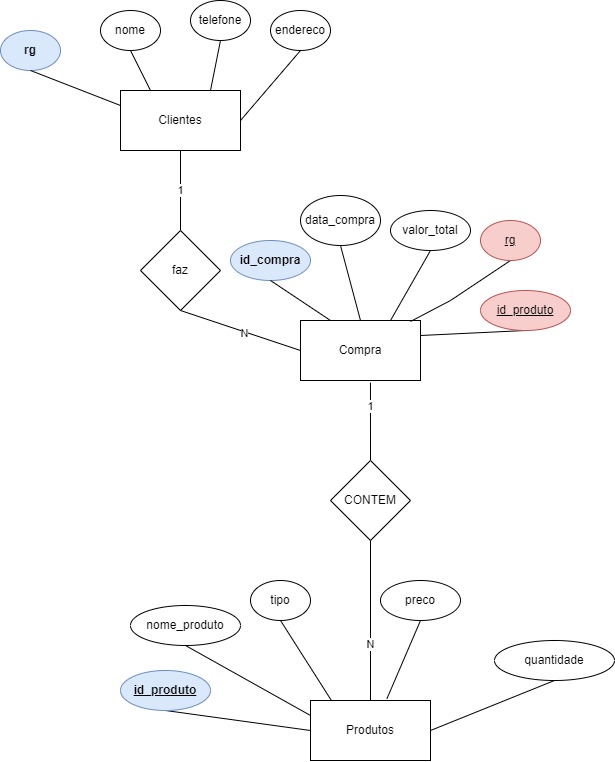 telefone
nome
endereco
rg
Clientes
1
data_compra
valor_total
rg
id_compra
faz
id_produto
N
Compra
1
CONTEM
tipo
preco
nome_produto
N
quantidade
id_produto
Produtos